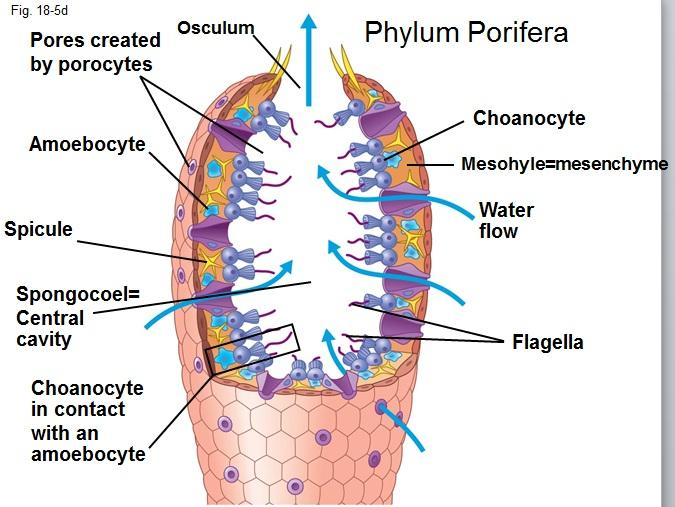 Fig. 18-5d
Phylum Porifera
Osculum
Pores created
by porocytes
Amoebocyte
Spicule
Spongocoel=
Central
cavity
Choanocyte
in contact
with an
amoebocyte
Choanocyte
Mesohyle=mesenchyme
Water
flow
Flagella